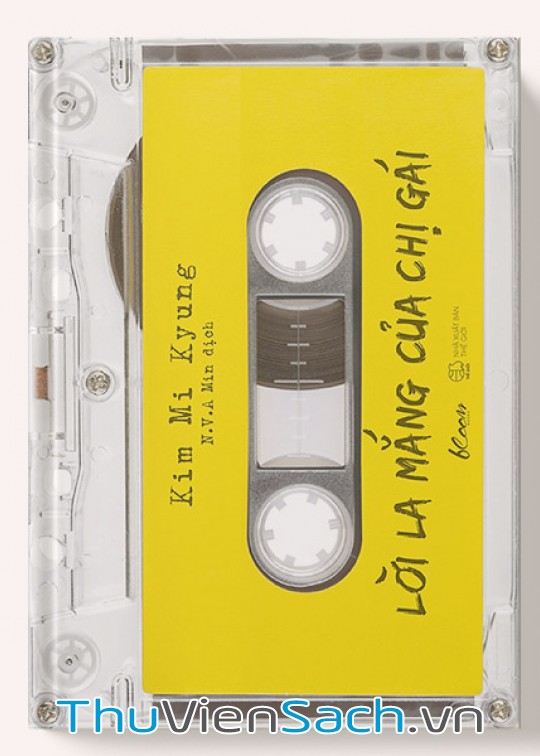 LỜI LA MẮNG CỦA CHỊ GÁI
bloom
NHÀ XUẤT BẢN
THẾ GIỚI
Kim Mi Kyung
N.V.A Min dịch
ThuVienSach.vn